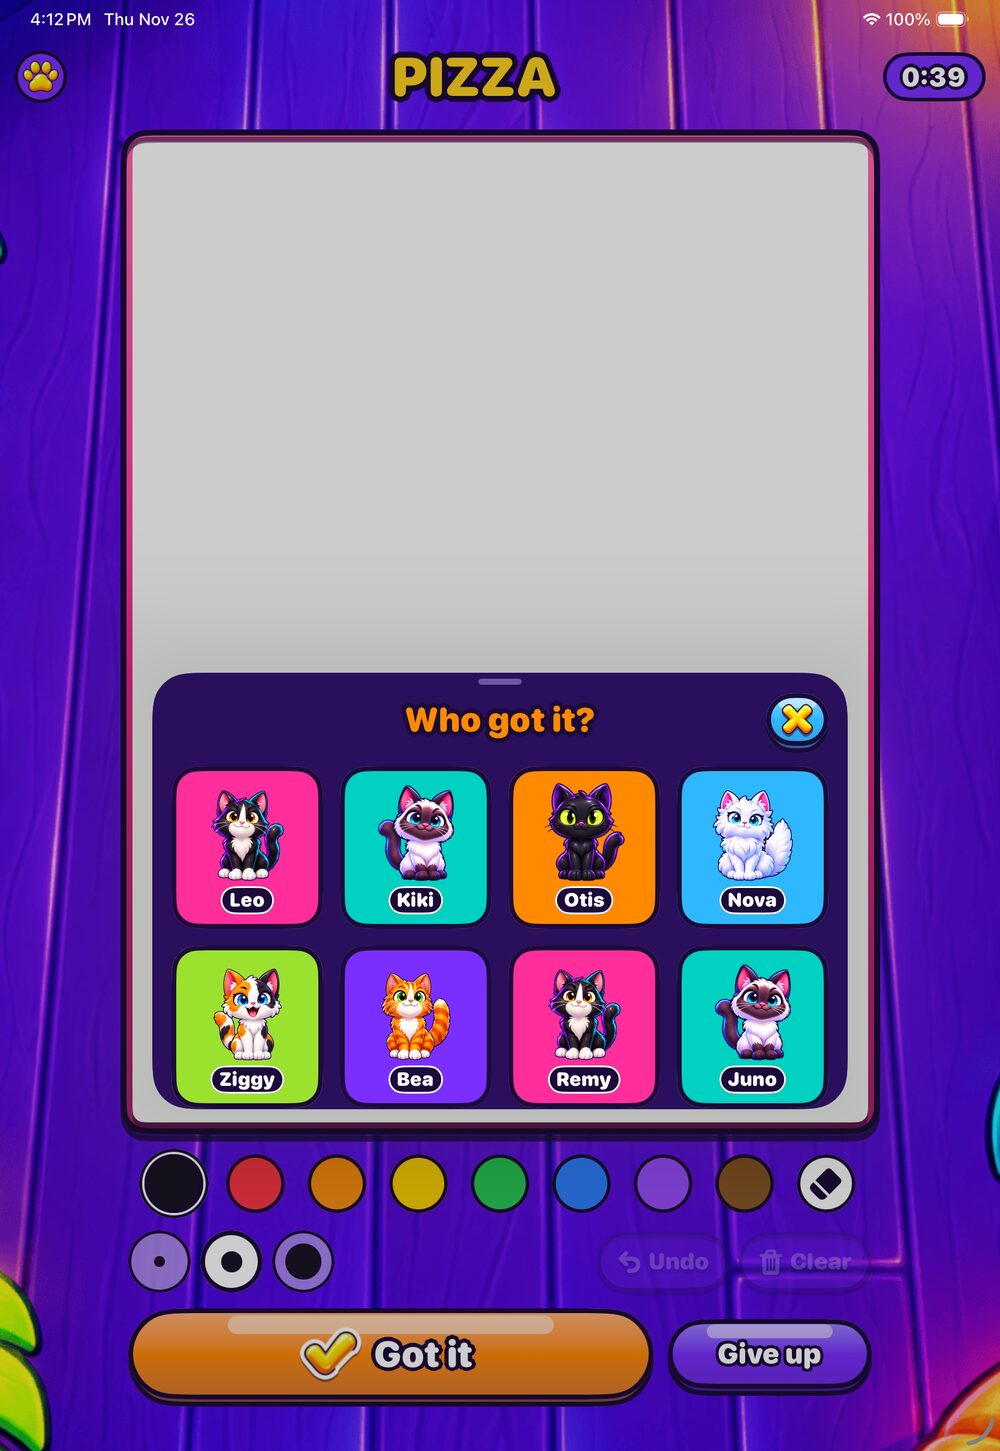 4:12 PM Thu Nov 26
100%
PIZZA
0:39
Who got it?
Leo
Kiki
Otis
Nova
Ziggy
Bea
Remy
Juno
Undo
Clear
Got it
Give up